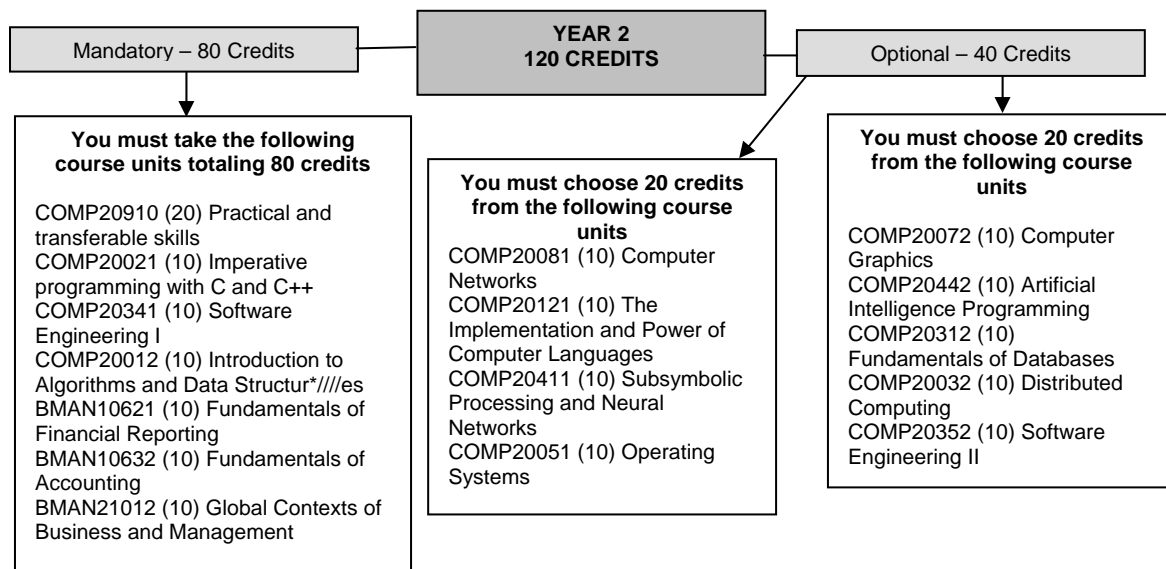 YEAR 2
120 CREDITS
Mandatory – 80 Credits
Optional – 40 Credits
You must take the following
course units totaling 80 credits
COMP20910 (20) Practical and
transferable skills
COMP20021 (10) Imperative
programming with C and C++
COMP20341 (10) Software
Engineering I
COMP20012 (10) Introduction to
Algorithms and Data Structur*////es
BMAN10621 (10) Fundamentals of
Financial Reporting
BMAN10632 (10) Fundamentals of
Accounting
BMAN21012 (10) Global Contexts of
Business and Management
You must choose 20 credits
from the following course
units
COMP20081 (10) Computer
Networks
COMP20121 (10) The
Implementation and Power of
Computer Languages
COMP20411 (10) Subsymbolic
Processing and Neural
Networks
COMP20051 (10) Operating
Systems
You must choose 20 credits
from the following course
units
COMP20072 (10) Computer
Graphics
COMP20442 (10) Artificial
Intelligence Programming
COMP20312 (10)
Fundamentals of Databases
COMP20032 (10) Distributed
Computing
COMP20352 (10) Software
Engineering II